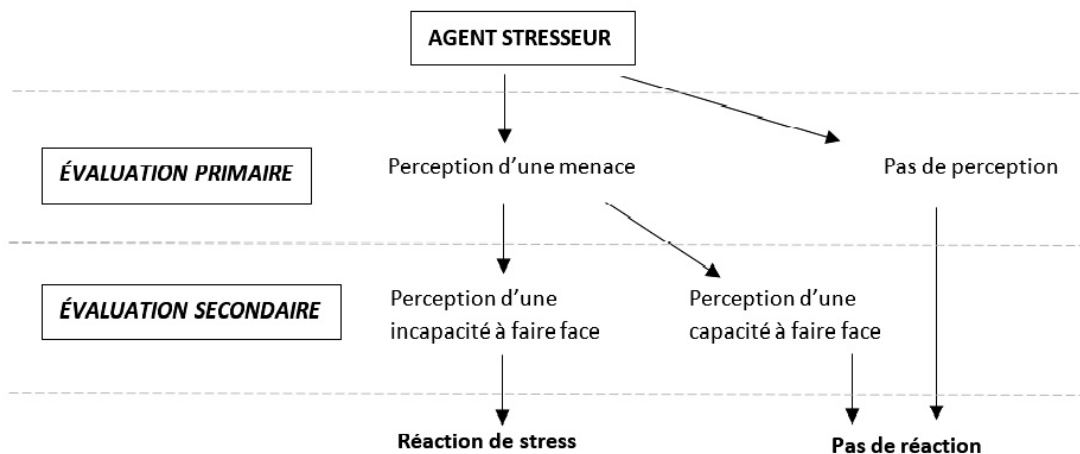 AGENT STRESSEUR
ÉVALUATION PRIMAIRE
Perception d’une menace
Pas de perception
ÉVALUATION SECONDAIRE
Perception d’une
incapacité à faire face
Perception d’une
capacité à faire face
Réaction de stress
Pas de réaction